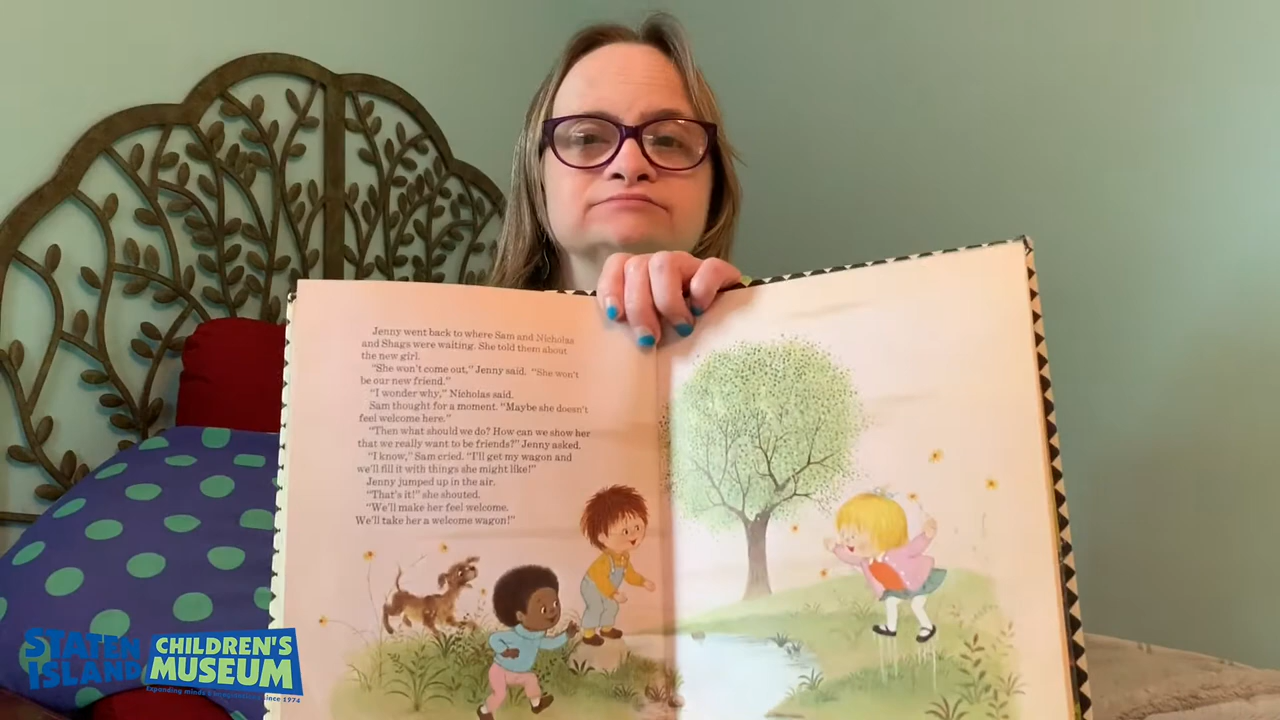 Jenny went back to where Sam and Nicholas
and Shags were waiting. She told them about
the new girl.
"She won't come out," Jenny said. "She won't
be our new friend."
"I wonder why," Nicholas said.
Sam thought for a moment. "Maybe she doesn't
feel welcome here."
"Then what should we do? How can we show her
that we really want to be friends?" Jenny asked.
"I know," Sam cried. "I'll get my wagon and
we'll fill it with things she might like!"
Jenny jumped up in the air.
"That's it!" she shouted.
"We'll make her feel welcome.
We'll take her a welcome wagon!"
STATEN
ISLAND
CHILDREN'S
MUSEUM
Expanding minds since 1974